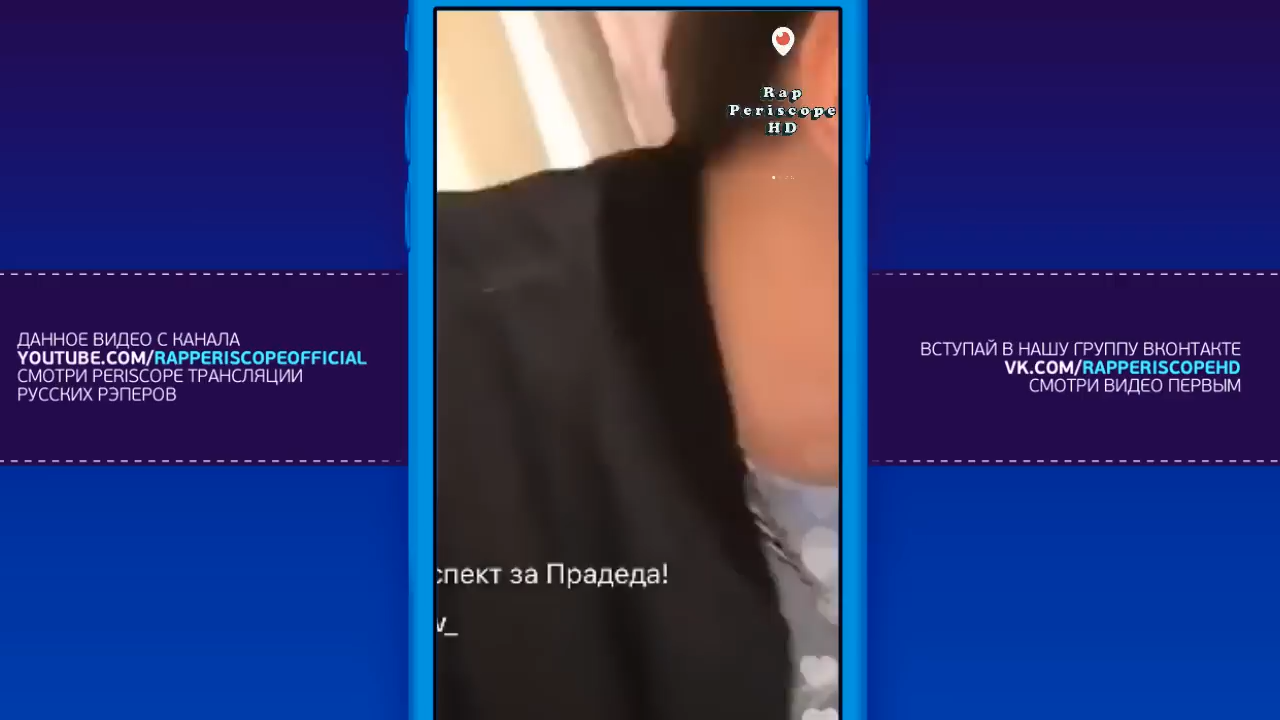 ДАННОЕ ВИДЕО С КАНАЛА
YOUTUBE.COM/RAPPERISCOPEOFFICIAL
СМОТРИ PERISCOPE ТРАНСЛЯЦИИ
РУССКИХ РЭПЕРОВ
Rap
Periscope
HD
за Прадеда!
ВСТУПАЙ В НАШУ ГРУППУ ВКОНТАКТЕ
VK.COM/RAPPERISCOPEHD
СМОТРИ ВИДЕО ПЕРВЫМ